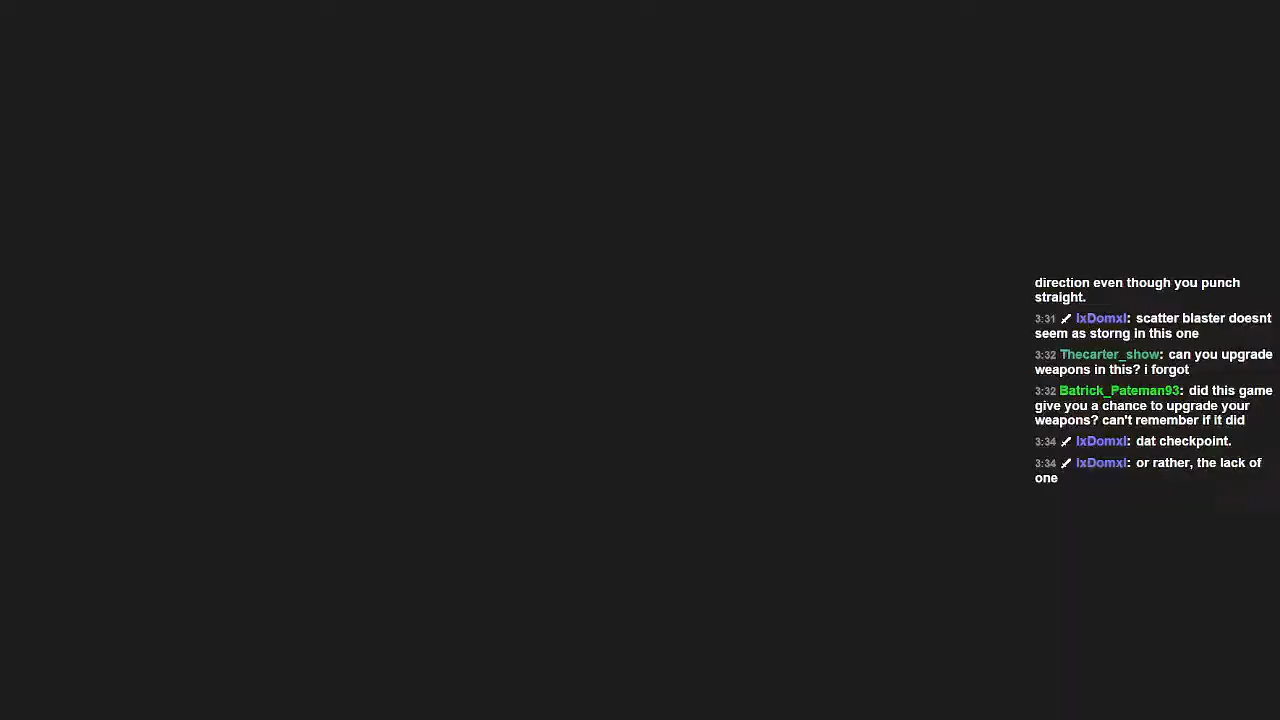 direction even though you punch
straight.
3:31 IxDomxI: scatter blaster doesnt
seem as storng in this one
3:32 Thecarter_show: can you upgrade
weapons in this? i forgot
3:32 Batrick_Pateman93: did this game
give you a chance to upgrade your
weapons? can't remember if it did
3:34 IxDomxI: dat checkpoint.
3:34 IxDomxI: or rather, the lack of
one